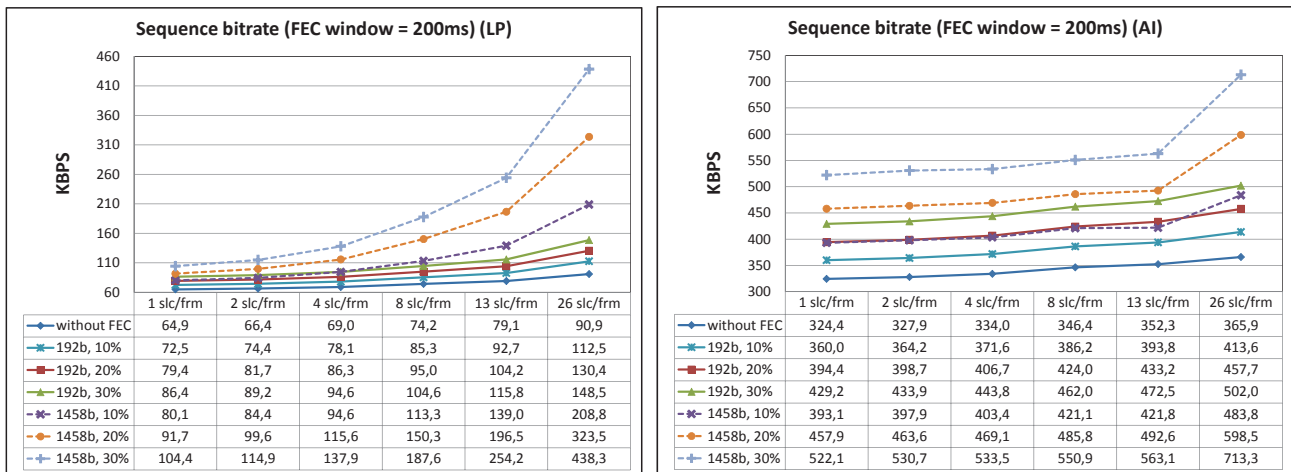 Sequence bitrate (FEC window = 200ms) (LP)
460
410
360
310
260
210
160
110
60
KBPS
1 slc/frm 2 slc/frm 4 slc/frm 8 slc/frm 13 slc/frm 26 slc/frm
without FEC 64,9 66,4 69,0 74,2 79,1 90,9
192b, 10% 72,5 74,4 78,1 85,3 92,7 112,5
192b, 20% 79,4 81,7 86,3 95,0 104,2 130,4
192b, 30% 86,4 89,2 94,6 104,6 115,8 148,5
1458b, 10% 80,1 84,4 94,6 113,3 139,0 208,8
1458b, 20% 91,7 99,6 115,6 150,3 196,5 323,5
1458b, 30% 104,4 114,9 137,9 187,6 254,2 438,3
Sequence bitrate (FEC window = 200ms) (AI)
750
700
650
600
550
500
450
400
350
300
KBPS
1 slc/frm 2 slc/frm 4 slc/frm 8 slc/frm 13 slc/frm 26 slc/frm
without FEC 324,4 327,9 334,0 346,4 352,3 365,9
192b, 10% 360,0 364,2 371,6 386,2 393,8 413,6
192b, 20% 394,4 398,7 406,7 424,0 433,2 457,7
192b, 30% 429,2 433,9 443,8 462,0 472,5 502,0
1458b, 10% 393,1 397,9 403,4 421,1 421,8 483,8
1458b, 20% 457,9 463,6 469,1 485,8 492,6 598,5
1458b, 30% 522,1 530,7 533,5 550,9 563,1 713,3